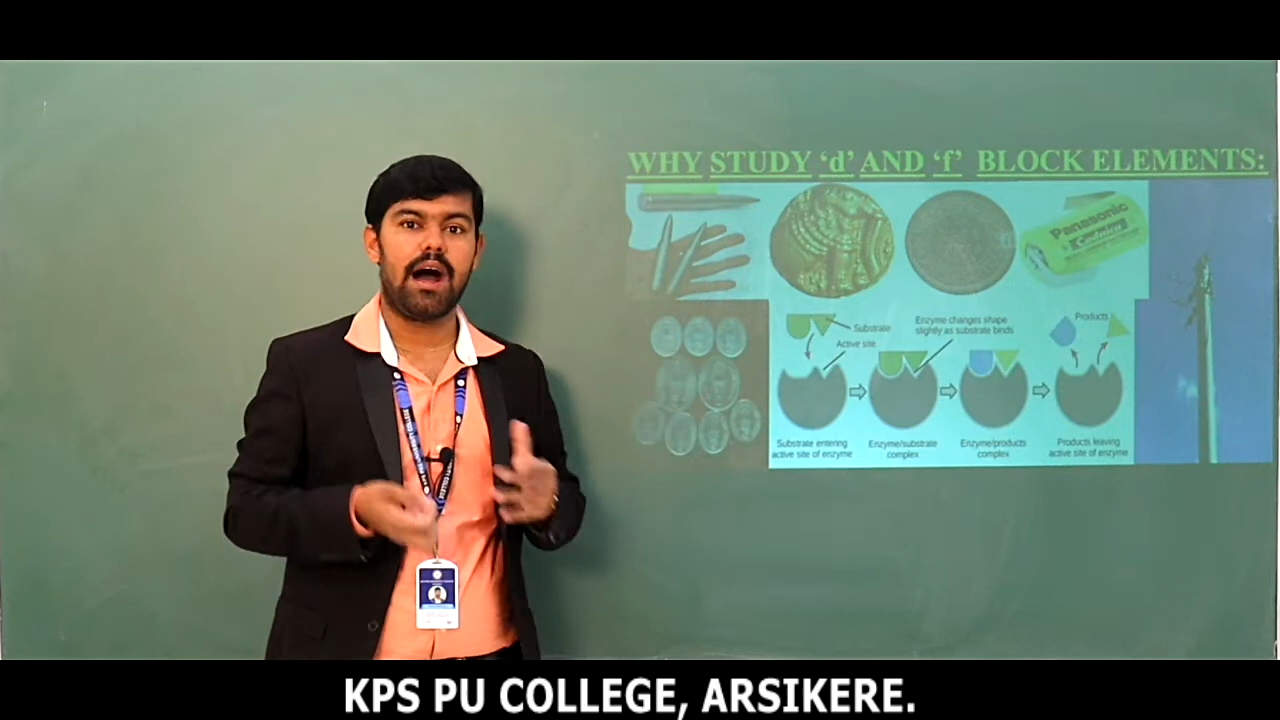 WHY STUDY ‘d’ AND ‘f’ BLOCK ELEMENTS:
Panasonic
Cadnica
Substrate
Active site
Enzyme changes shape
slightly as substrate binds
Products
Substrate entering
active site of enzyme
Enzyme/substrate
complex
Enzyme/products
complex
Products leaving
active site of enzyme
KPS PU COLLEGE, ARSIKERE.